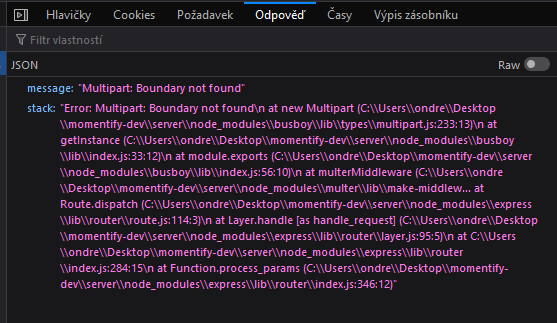 Hlavičky Cookies Požadavek Odpověď Časy Výpis zásobníku
Filtr vlastností
JSON Raw
message: "Multipart: Boundary not found"
stack: "Error: Multipart: Boundary not found\n at new Multipart (C:\\Users\\ondre\\Desktop
\\momentify-dev\\server\\node_modules\\busboy\\lib\\types\\multipart.js:233:13)\n at
getInstance (C:\\Users\\ondre\\Desktop\\momentify-dev\\server\\node_modules\\busboy
\\lib\\index.js:33:12)\n at module.exports (C:\\Users\\ondre\\Desktop\\momentify-dev\\server
\\node_modules\\busboy\\lib\\index.js:56:10)\n at multerMiddleware (C:\\Users\\ondre
\\Desktop\\momentify-dev\\server\\node_modules\\multer\\lib\\make-middlew... at
Route.dispatch (C:\\Users\\ondre\\Desktop\\momentify-dev\\server\\node_modules\\express
\\lib\\router\\route.js:114:3)\n at Layer.handle [as handle_request] (C:\\Users\\ondre\\Desktop
\\momentify-dev\\server\\node_modules\\express\\lib\\router\\layer.js:95:5)\n at C:\\Users
\\ondre\\Desktop\\momentify-dev\\server\\node_modules\\express\\lib\\router
\\index.js:284:15\n at Function.process_params (C:\\Users\\ondre\\Desktop\\momentify-
dev\\server\\node_modules\\express\\lib\\router\\index.js:346:12)"